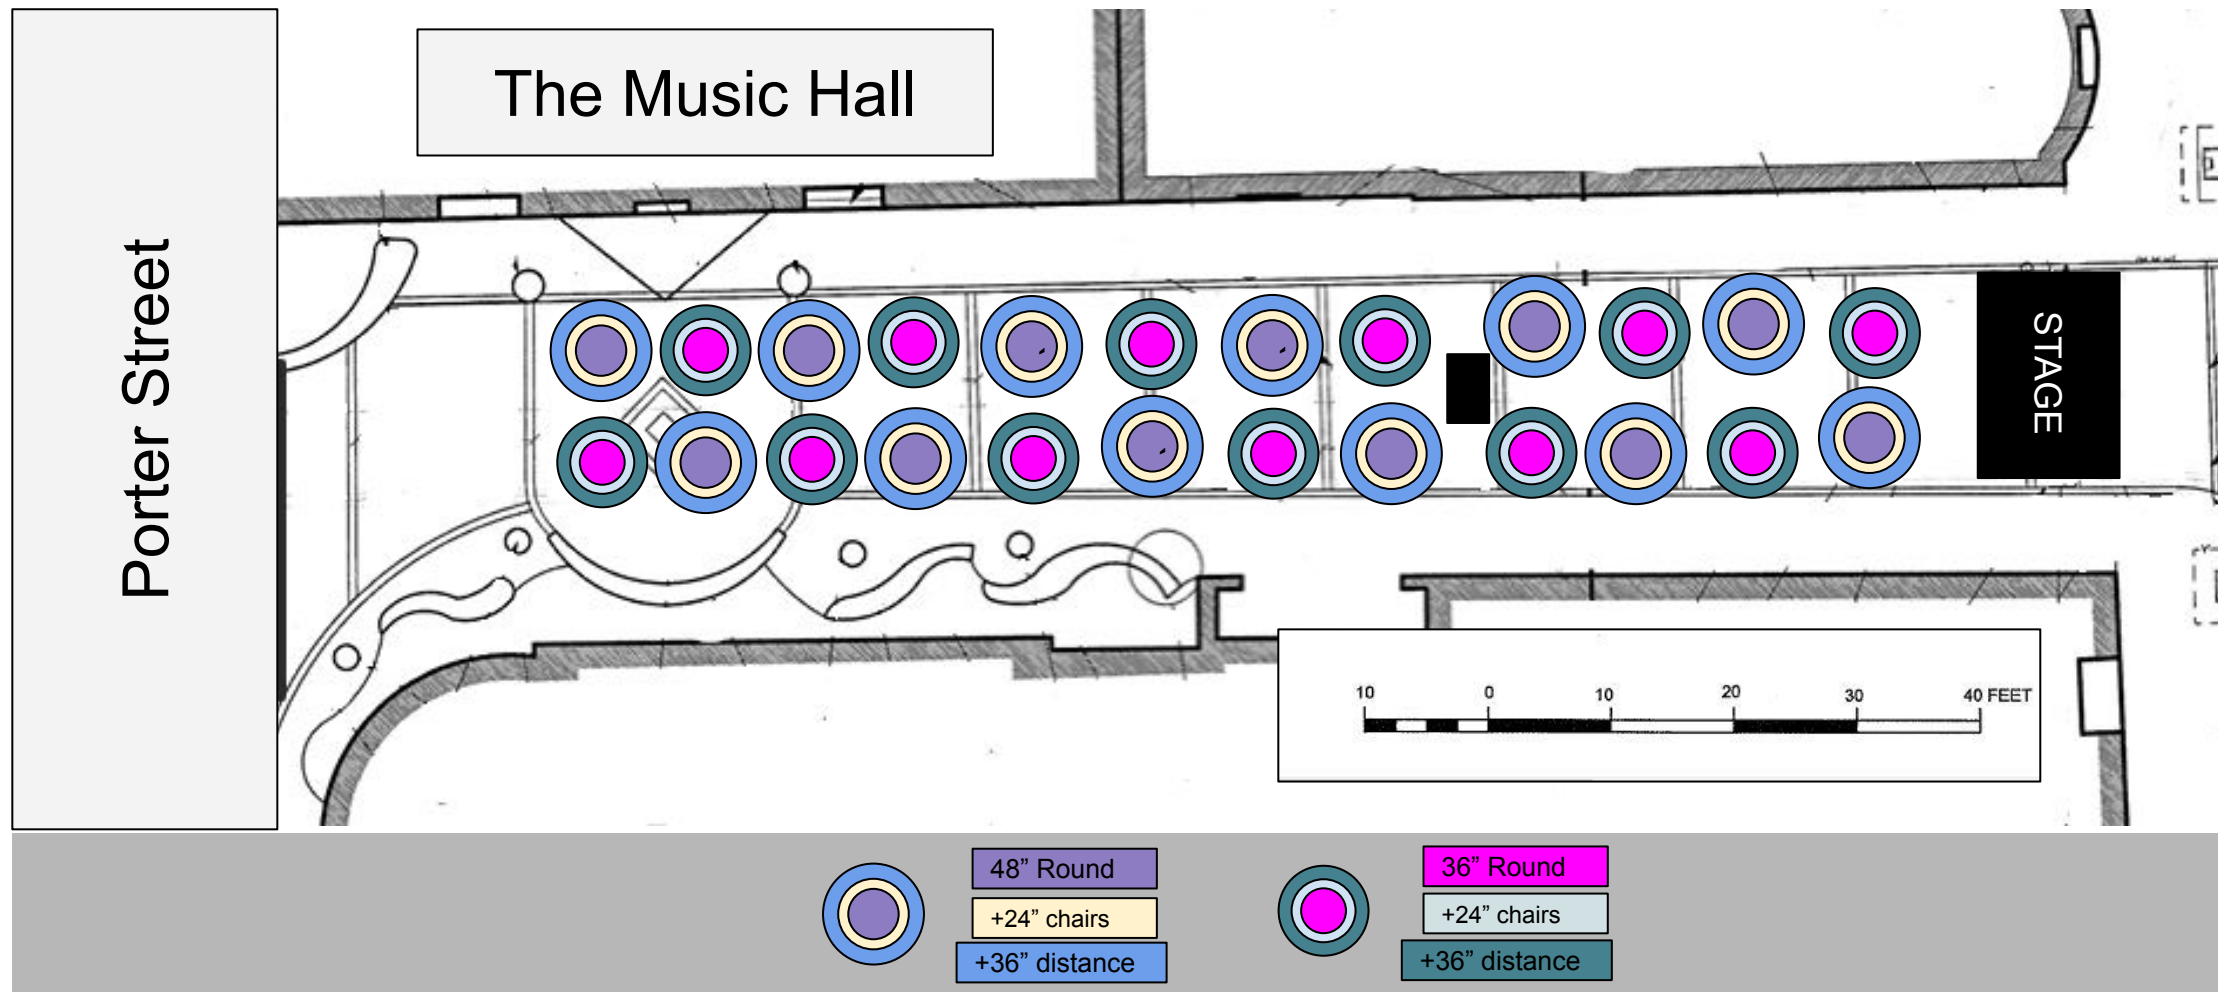 The Music Hall
Porter Street
STAGE
10 0 10 20 30 40 FEET
48” Round
+24” chairs
+36” distance
36” Round
+24” chairs
+36” distance